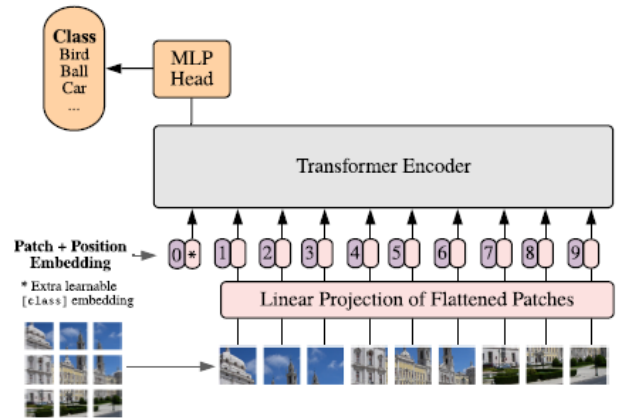 Class
Bird
Ball
Car
...
MLP
Head
Transformer Encoder
Patch + Position
Embedding
0 * 1 2 3 4 5 6 7 8 9
* Extra learnable
[class] embedding
Linear Projection of Flattened Patches